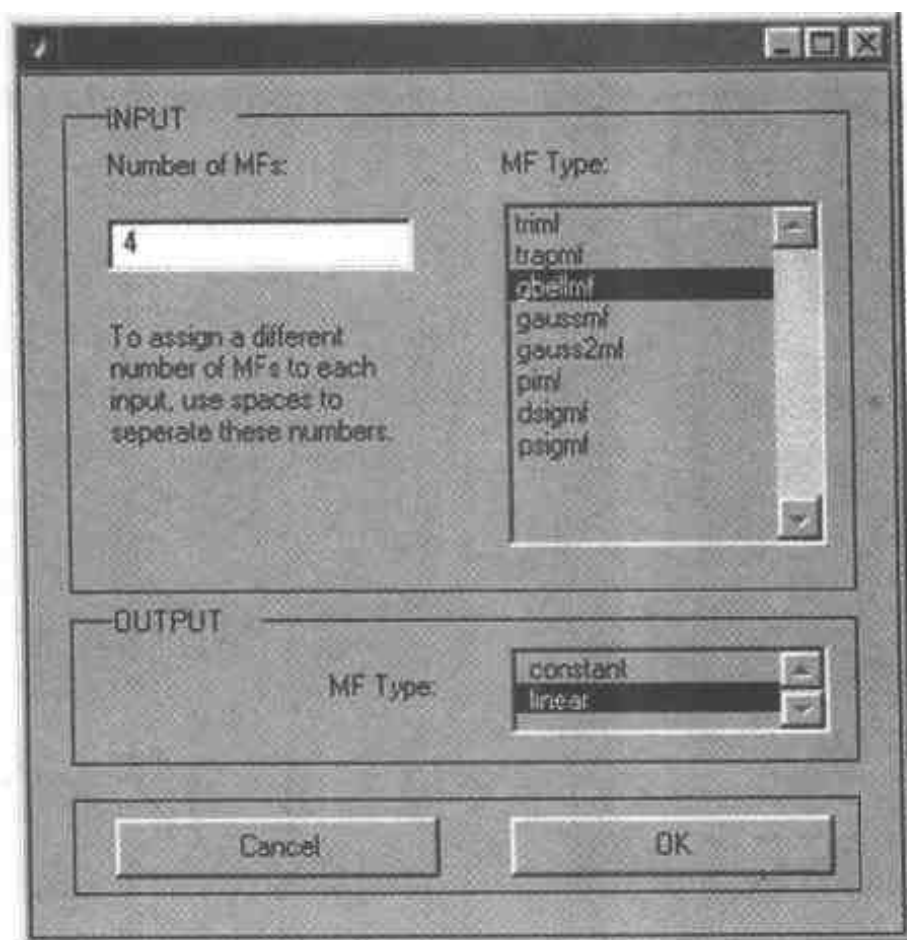 INPUT
Number of MFs:
4
To assign a different
number of MFs to each
input, use spaces to
seperate these numbers.
MF Type:
trimf
trapmf
gbellmf
gaussmf
gauss2mf
pimf
dsigmf
psigmf
OUTPUT
MF Type:
constant
linear
Cancel
OK